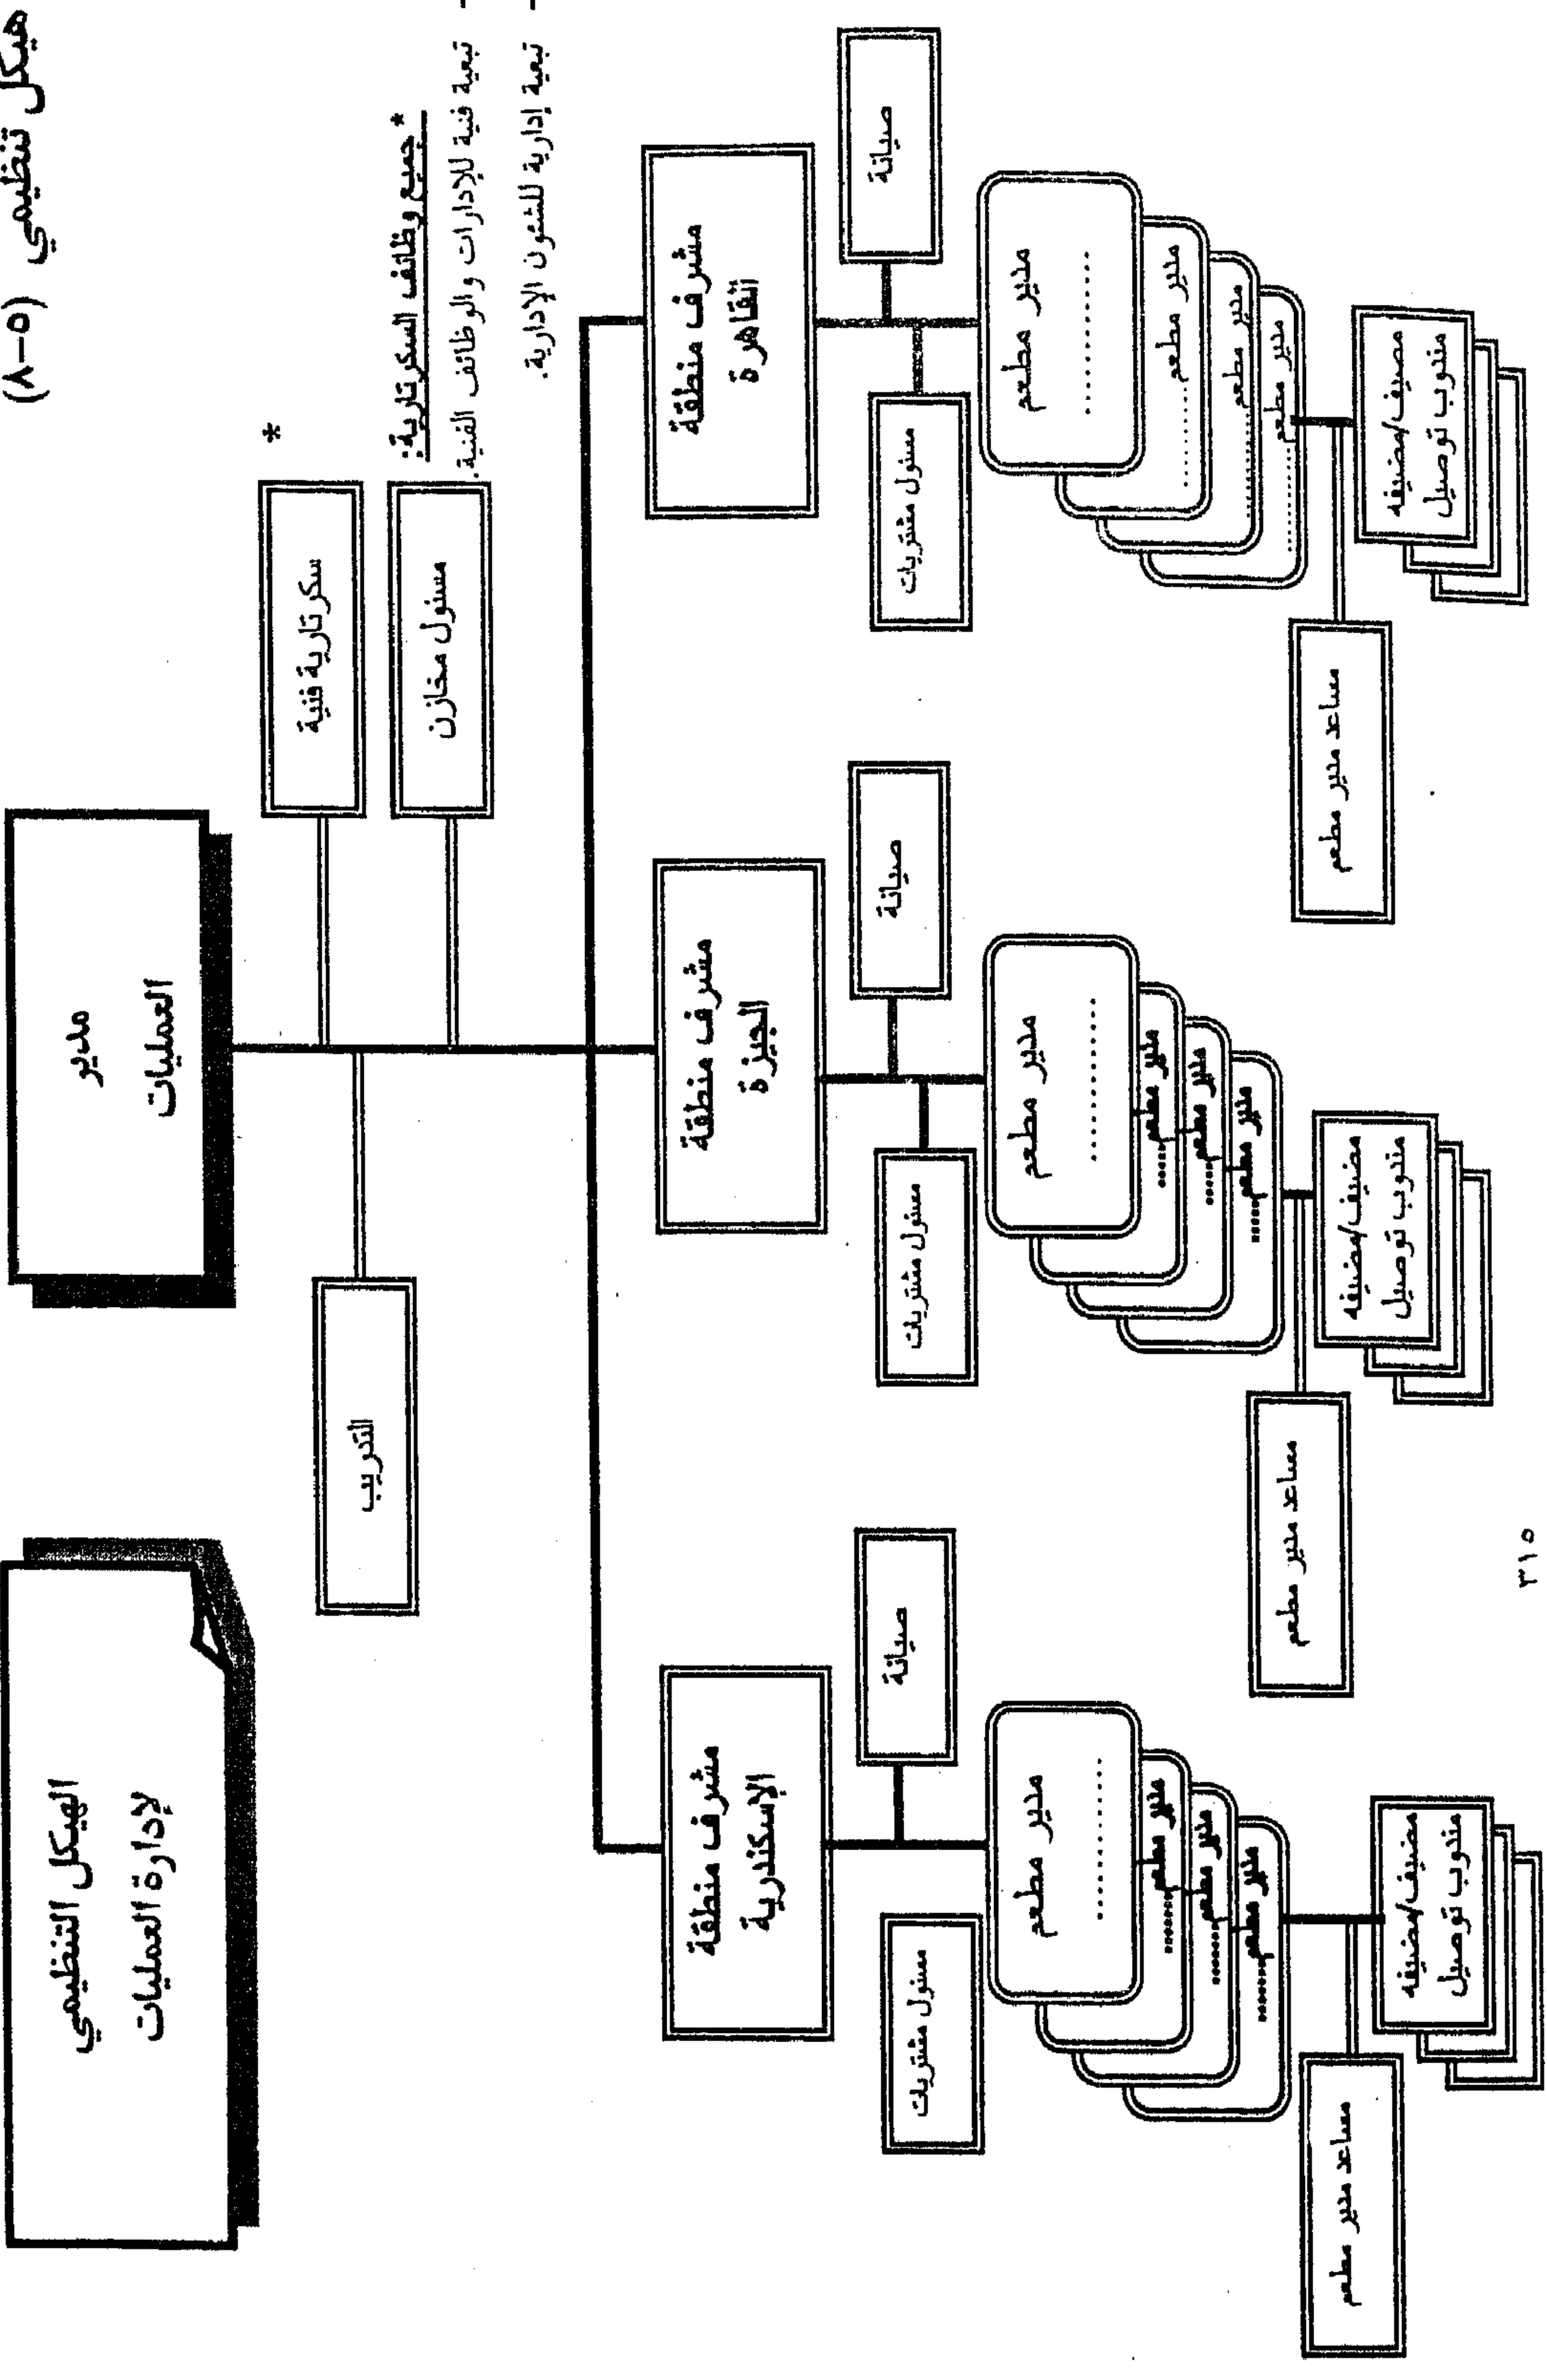 هيكل تنظيمي (٥–٨)
الهيكل التنظيمي
لإدارة العمليات
مدير
العمليات
*
سكرتارية فنية
التدريب
مسئول مخازن
*جميع وظائف السكرتارية:
- تبعية فنية للإدارات والوظائف الفنية.
- تبعية إدارية للشئون الإدارية.
مشرف منطقة
القاهرة
صيانة
مسئول مشتريات
مدير مطعم
..............
مدير مطعم
..........
مدير مطعم
..........
مدير مطعم
..........
مصيف/مضيفه
مندوب توصيل
مساعد مدير مطعم
مشرف منطقة
الجيزة
صيانة
مسئول مشتريات
مدير مطعم
..............
مدير مطعم
......
مدير مطعم
......
مدير مطعم
......
مضيف/مضيفه
مندوب توصيل
مساعد مدير مطعم
مشرف منطقة
الإسكندرية
صيانة
مسئول مشتريات
مدير مطعم
..............
مدير مطعم
.......
مدير مطعم
.......
مدير مطعم
.......
مضيف/مضيفه
مندوب توصيل
مساعد مدير مطعم
٣١٥